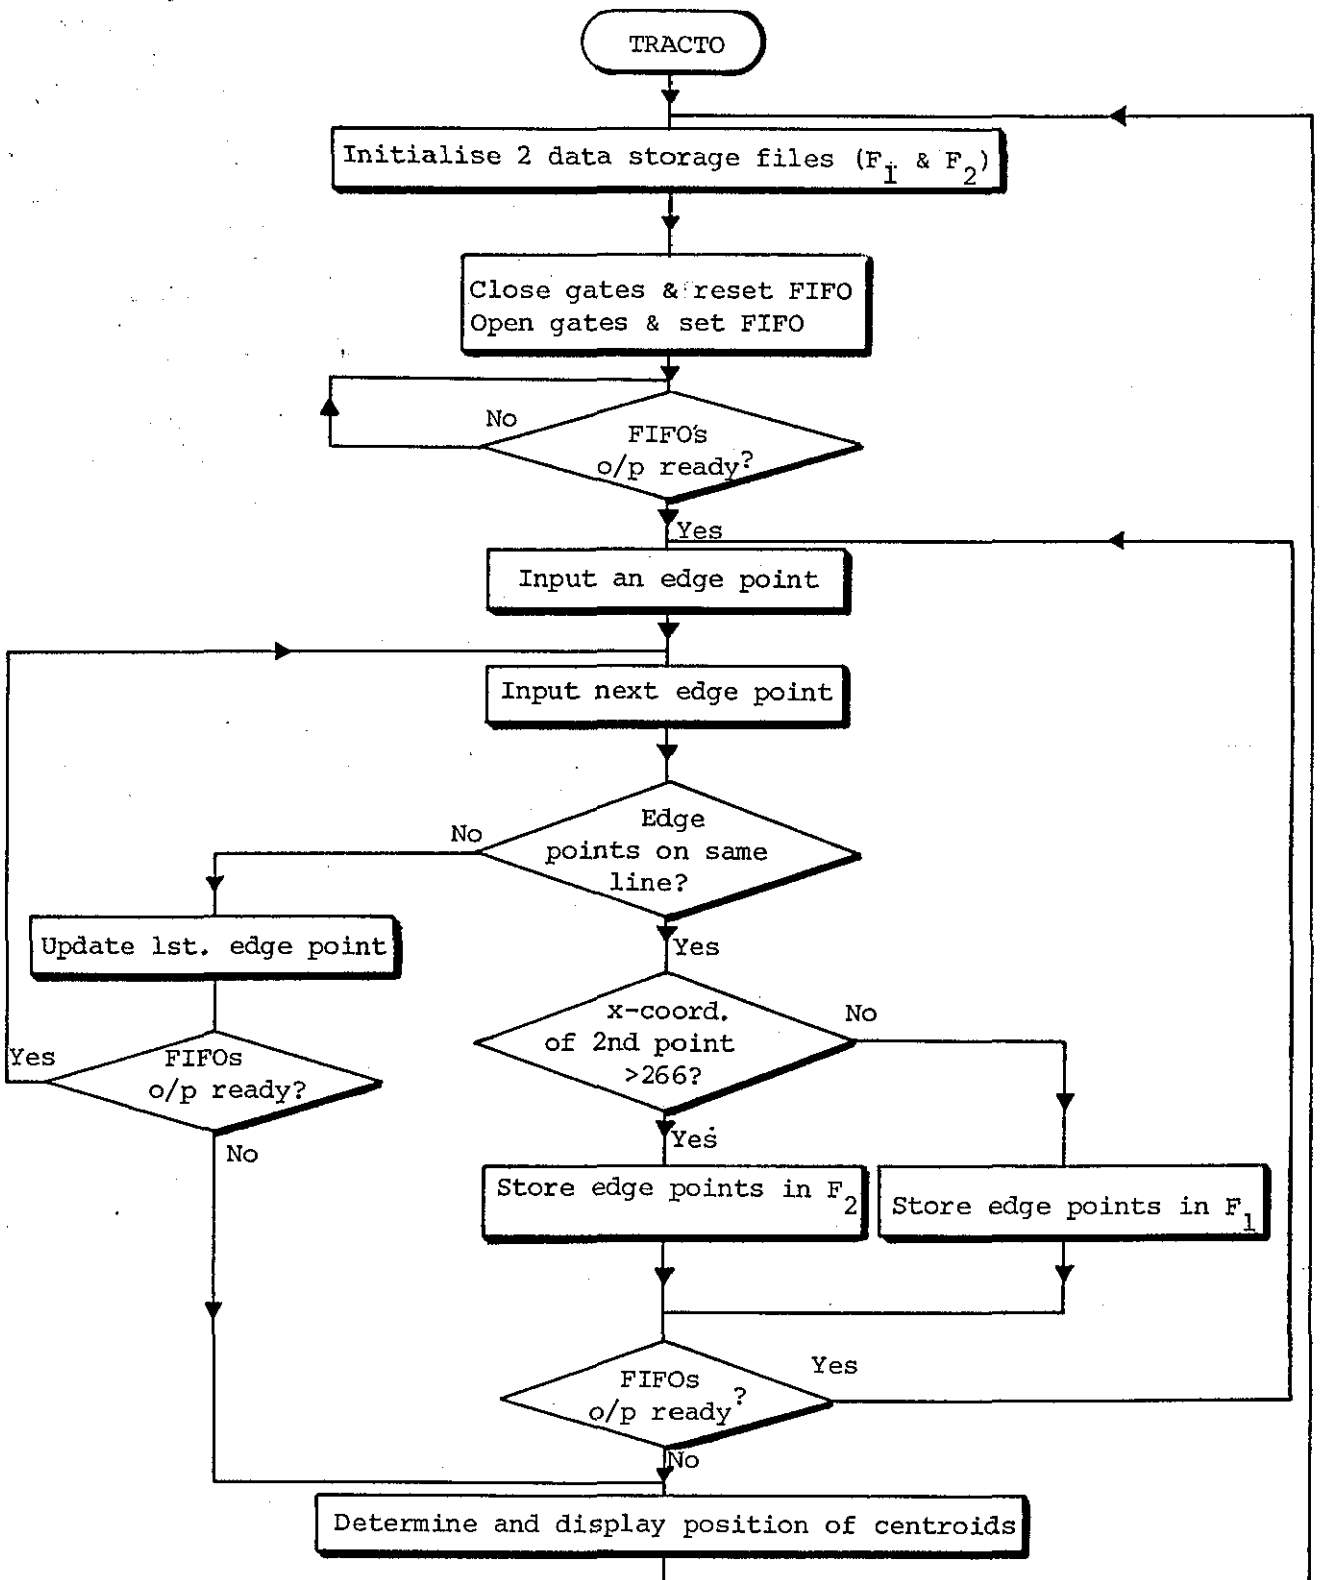 TRACTO
Initialise 2 data storage files (F1 & F2)
Close gates & reset FIFO
Open gates & set FIFO
No
FIFO's
o/p ready?
Yes
Input an edge point
Input next edge point
No
Edge
points on same
line?
Update 1st. edge point
Yes
x-coord.
of 2nd point
>266?
No
Yes
FIFOs
o/p ready?
No
Yes
Store edge points in F2
Store edge points in F1
FIFOs
o/p ready?
Yes
No
Determine and display position of centroids